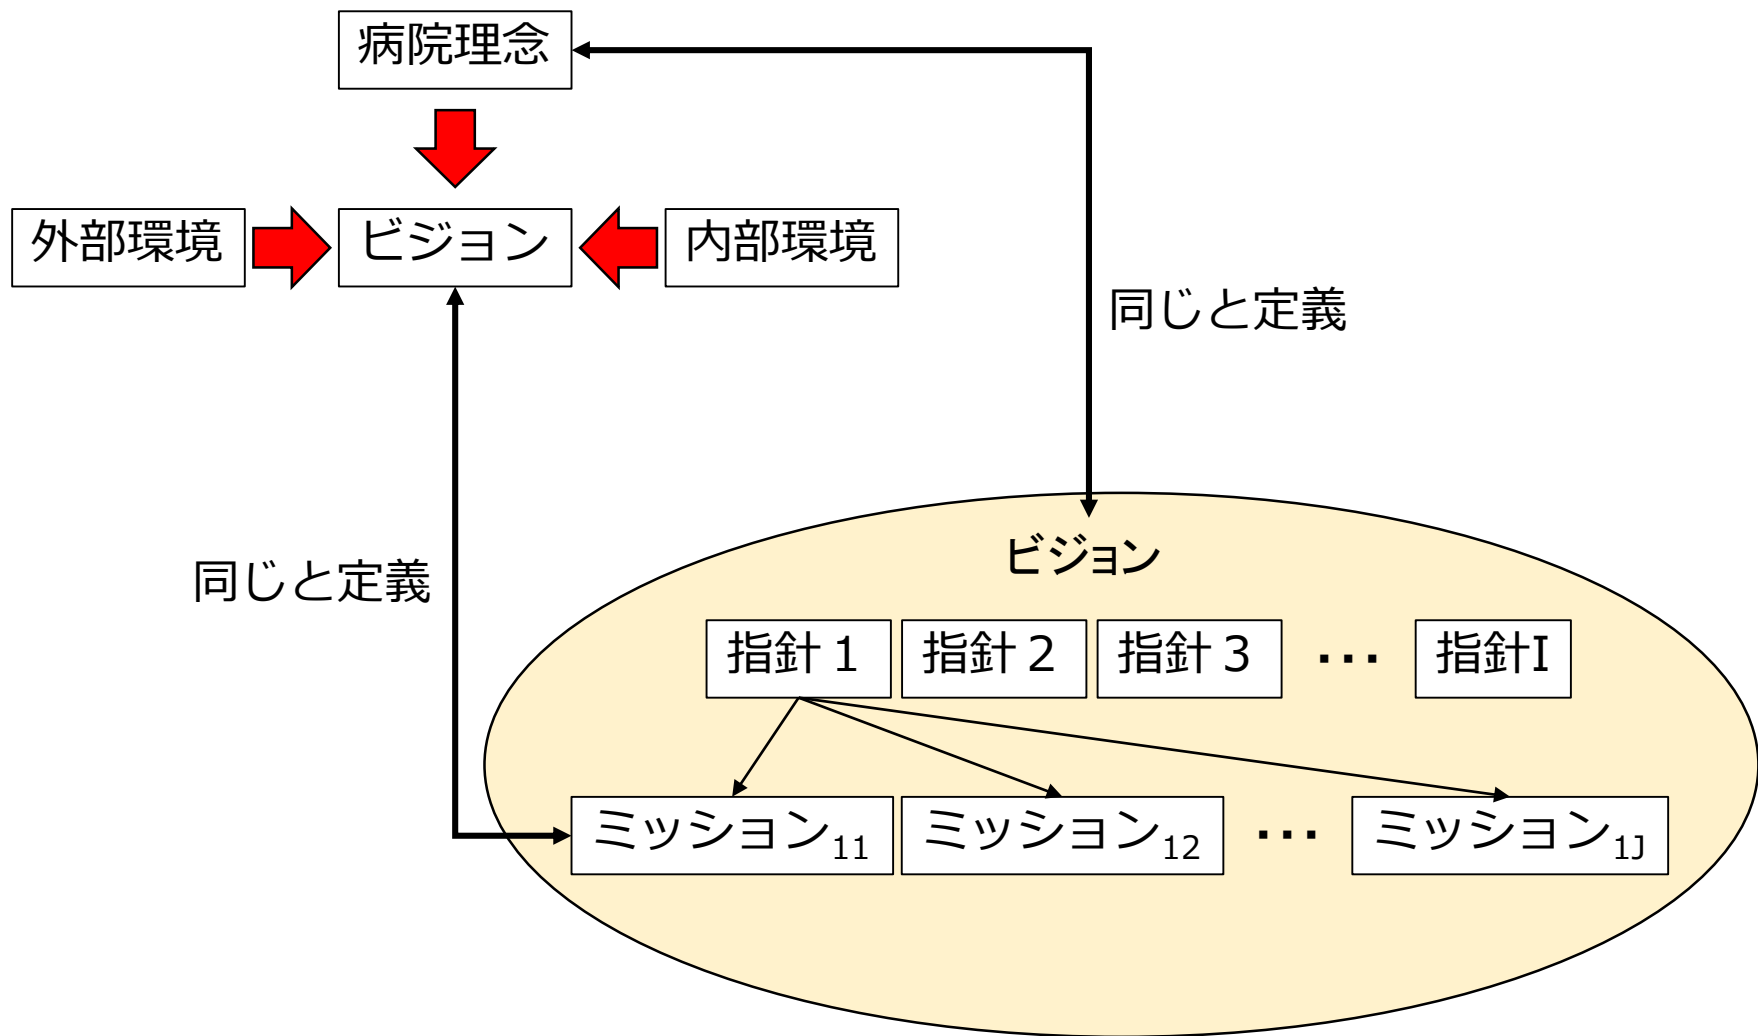 病院理念
外部環境
ビジョン
内部環境
同じと定義
同じと定義
ビジョン
指針１
指針２
指針３
・・・
指針I
ミッション11
ミッション12
・・・
ミッション1J